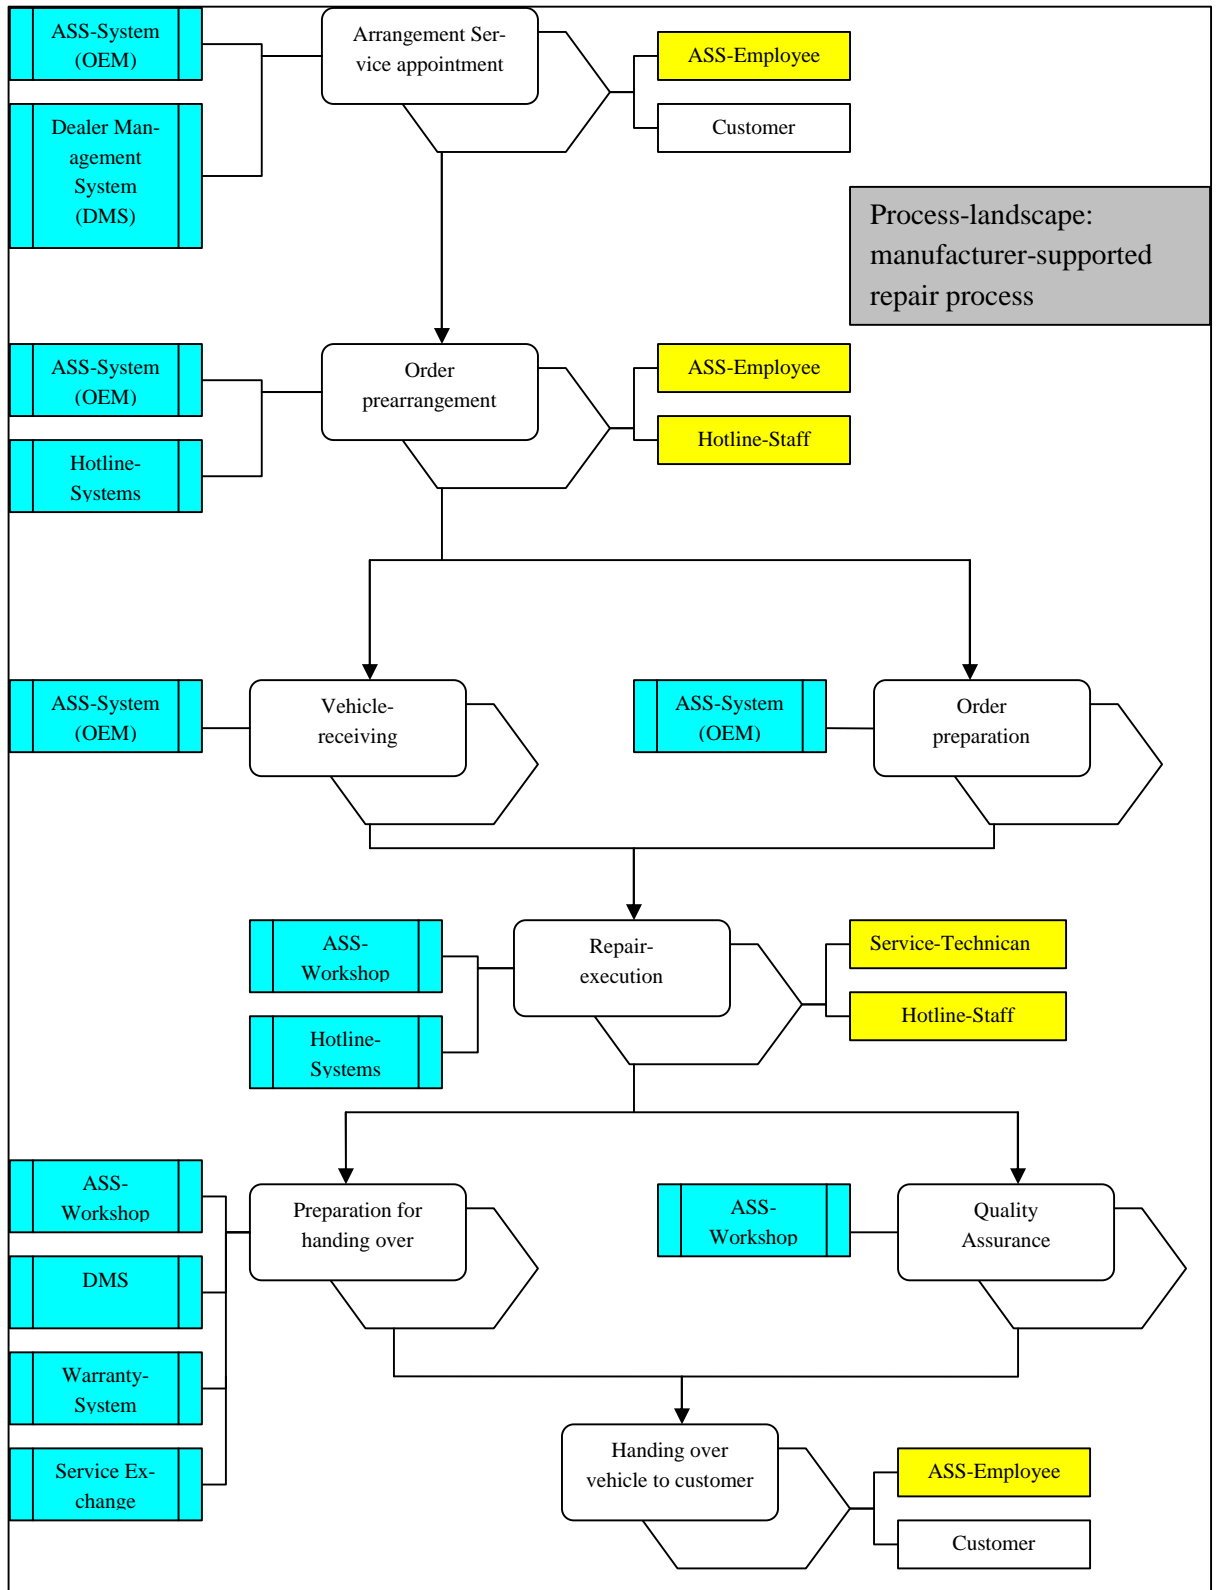 ASS-System
(OEM)
Arrangement Ser-
vice appointment
ASS-Employee
Dealer Man-
agement
System
(DMS)
Customer
Process-landscape:
manufacturer-supported
repair process
ASS-System
(OEM)
Order
prearrangement
ASS-Employee
Hotline-
Systems
Hotline-Staff
ASS-System
(OEM)
Vehicle-
receiving
ASS-System
(OEM)
Order
preparation
ASS-
Workshop
Repair-
execution
Service-Technican
Hotline-
Systems
Hotline-Staff
ASS-
Workshop
Preparation for
handing over
ASS-
Workshop
Quality
Assurance
DMS
Warranty-
System
Service Ex-
change
Handing over
vehicle to customer
ASS-Employee
Customer